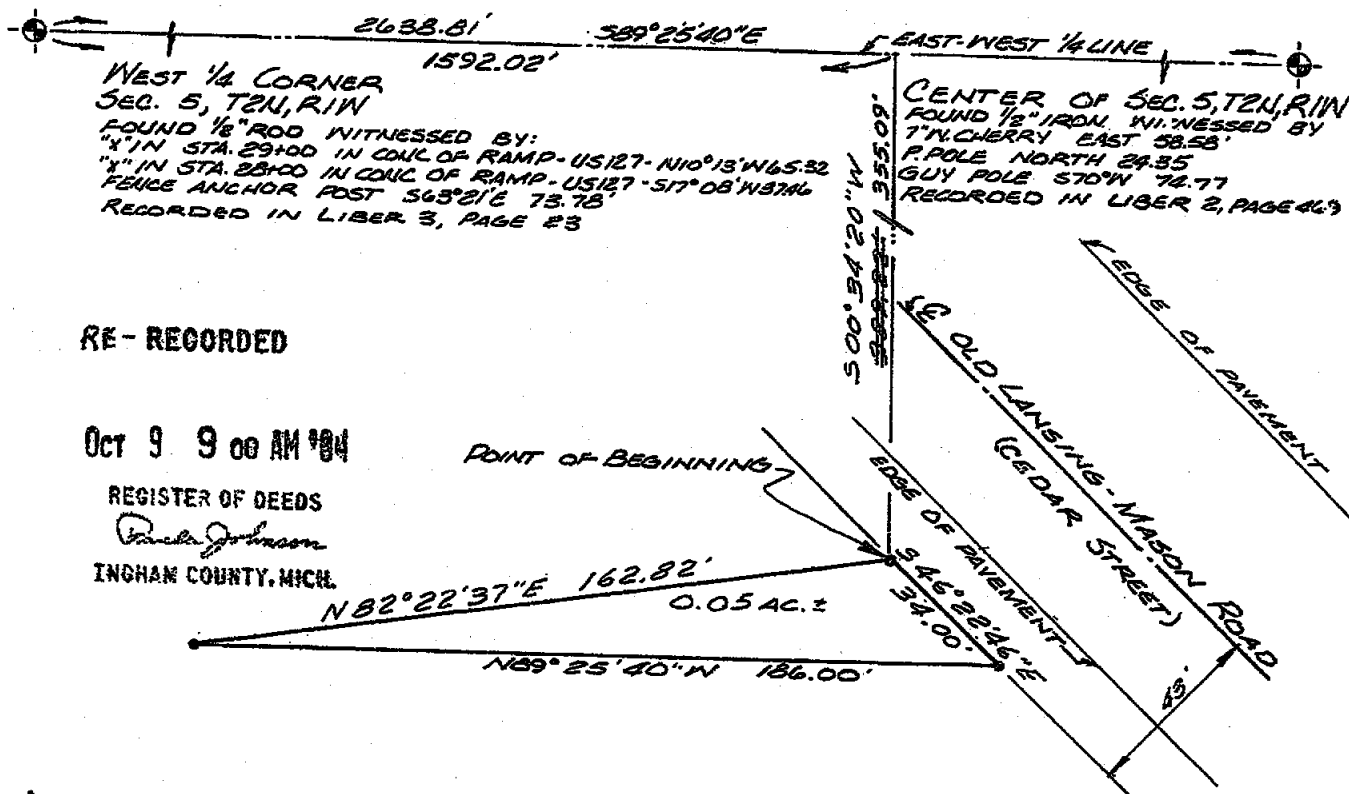 2638.81' S89°25'40"E
1592.02'
EAST-WEST 1/4 LINE
WEST 1/4 CORNER
SEC. 5, T2N, R1W
FOUND 1/2" ROD WITNESSED BY:
"X" IN STA. 29+00 IN CONC OF RAMP-US127-N10°13'W65.32
"X" IN STA. 28+00 IN CONC OF RAMP-US127-S17°08'W37.46
FENCE ANCHOR POST S63°21'E 73.78'
RECORDED IN LIBER 3, PAGE 23
CENTER OF SEC. 5, T2N, R1W
FOUND 1/2" IRON WITNESSED BY
7"N. CHERRY EAST 58.58'
P.POLE NORTH 24.35
GUY POLE S70°W 74.77
RECORDED IN LIBER 2, PAGE 463
S 00°34'20"W
355.09'
EDGE OF PAVEMENT
℄ OLD LANSING-MASON ROAD
(CEDAR STREET)
RE-RECORDED
OCT 9 9 00 AM '84
REGISTER OF DEEDS
Paula Johnson
INGHAM COUNTY, MICH.
POINT OF BEGINNING
EDGE OF PAVEMENT
S 46°22'46"E
34.00'
N82°22'37"E 162.82'
0.05 AC.±
N89°25'40"W 186.00'